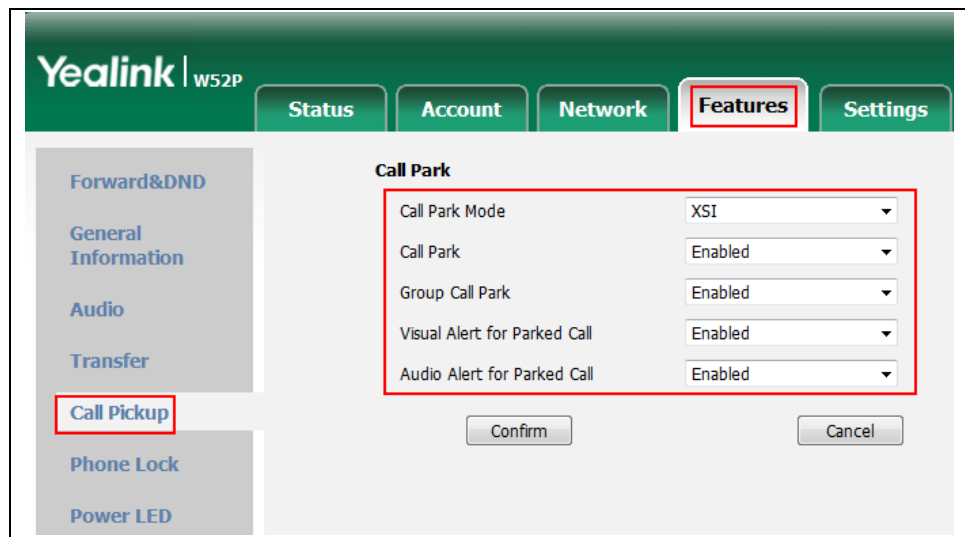 Yealink W52P
Status Account Network Features Settings
Forward&DND
General
Information
Audio
Transfer
Call Pickup
Phone Lock
Power LED
Call Park
Call Park Mode XSI
Call Park Enabled
Group Call Park Enabled
Visual Alert for Parked Call Enabled
Audio Alert for Parked Call Enabled
Confirm Cancel